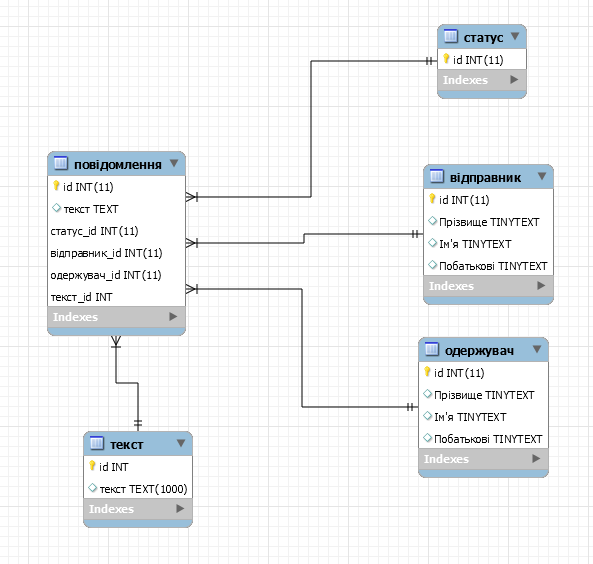 статус
id INT(11)
Indexes
повідомлення
id INT(11)
текст TEXT
статус_id INT(11)
відправник_id INT(11)
одержувач_id INT(11)
текст_id INT
Indexes
відправник
id INT(11)
Прізвище TINYTEXT
Ім'я TINYTEXT
Побатькові TINYTEXT
Indexes
одержувач
id INT(11)
Прізвище TINYTEXT
Ім'я TINYTEXT
Побатькові TINYTEXT
Indexes
текст
id INT
текст TEXT(1000)
Indexes